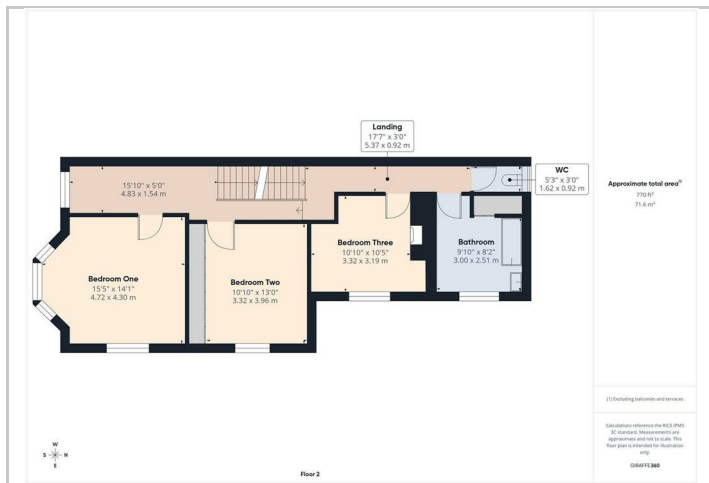 Landing
17'7" x 3'0"
5.37 x 0.92 m
WC
5'3" x 3'0"
1.62 x 0.92 m
15'10" x 5'0"
4.83 x 1.54 m
Bedroom One
15'5" x 14'1"
4.72 x 4.30 m
Bedroom Two
10'10" x 13'0"
3.32 x 3.96 m
Bedroom Three
10'10" x 10'5"
3.32 x 3.19 m
Bathroom
9'10" x 8'2"
3.00 x 2.51 m
W
S N
E
Floor 2
Approximate total area(1)
770 ft²
71.6 m²
(1) Excluding balconies and terraces
Calculations reference the RICS IPMS
3C standard. Measurements are
approximate and not to scale. This
floor plan is intended for illustration
only.
GIRAFFE360